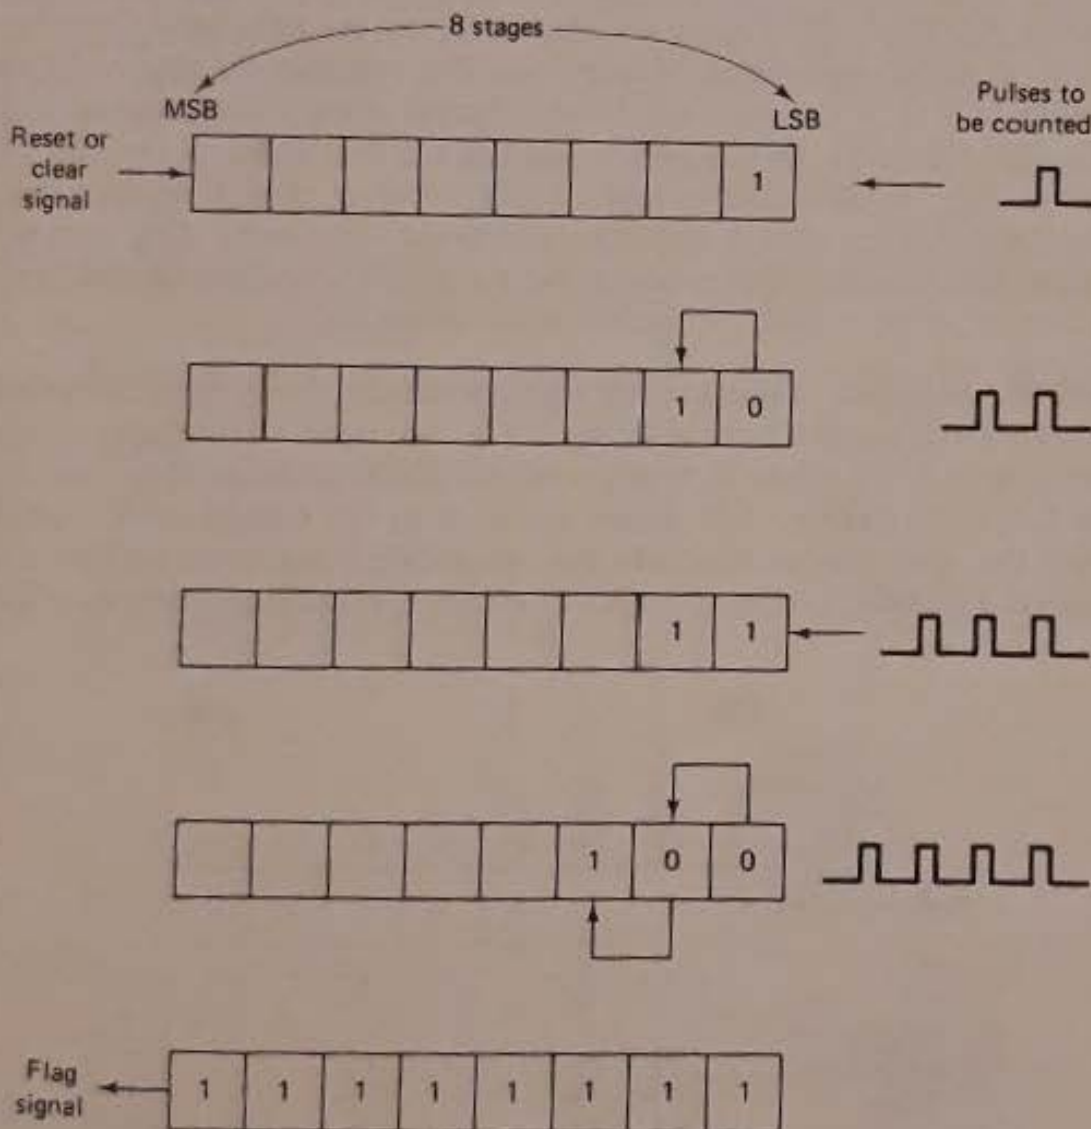 8 stages
MSB
LSB
Pulses to
be counted
Reset or
clear
signal
1
1 0
1 1
1 0 0
Flag
signal
1 1 1 1 1 1 1 1